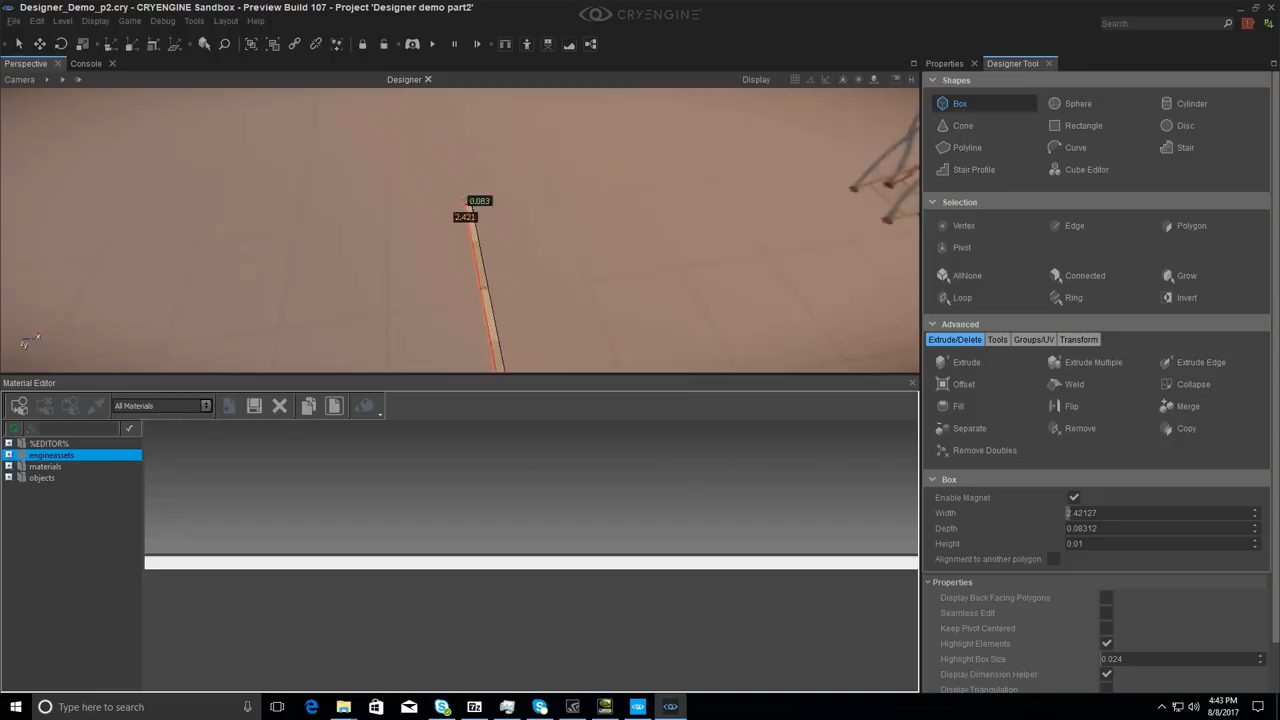 Designer_Demo_p2.cry - CRYENGINE Sandbox - Preview Build 107 - Project 'Designer demo part2'
CRYENGINE
File Edit Level Display Game AI Audio Debug Tools Layout Help
Search
Perspective Console
Properties Designer Tool
Camera Designer Display
Shapes
Box Sphere Cylinder
Cone Rectangle Disc
Polyline Curve Stair
Stair Profile Cube Editor
Selection
Vertex Edge Polygon
Pivot
AllNone Connected Grow
Loop Ring Invert
Advanced
Extrude/Delete Tools Groups/UV Transform
Extrude Extrude Multiple Extrude Edge
Offset Weld Collapse
Fill Flip Merge
Separate Remove Copy
Remove Doubles
Box
Enable Magnet
Width 2.42127
Depth 0.08312
Height 0.01
Alignment to another polygon
Properties
Display Back Facing Polygons
Seamless Edit
Keep Pivot Centered
Highlight Elements
Highlight Box Size 0.024
Display Dimension Helper
Display Triangulation
0.083
2.421
x
y
Material Editor
All Materials
%EDITOR%
engineassets
materials
objects
Type here to search
4:43 PM
8/8/2017